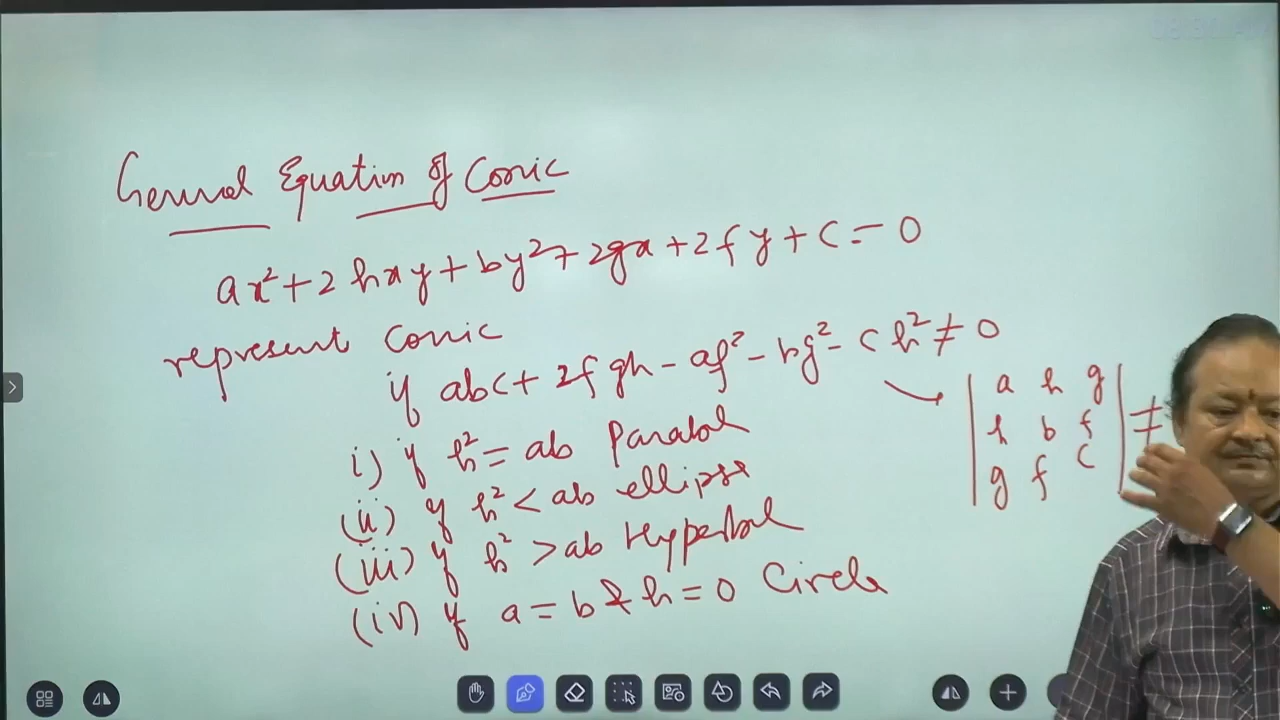 General Equation of Conic
ax²+2hxy+by²+2gx+2fy+c=0
represent Conic
if abc+2fgh-af²-bg²-ch²≠0
|a h g|
|h b f| ≠
|g f c|
i) if h²=ab Parabol
(ii) if h²<ab ellipse
(iii) if h²>ab Hyperbol
(iv) if a=b & h=0 Circle